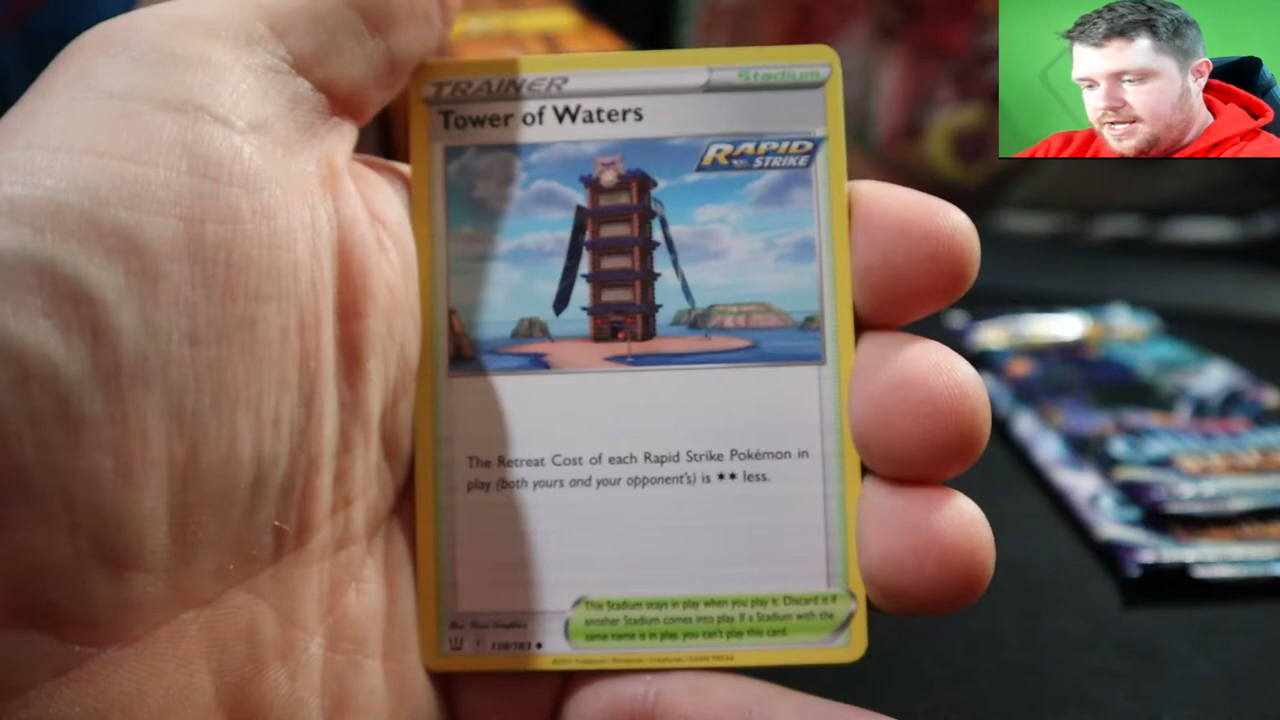 TRAINER
Stadium
Tower of Waters
RAPID
STRIKE
The Retreat Cost of each Rapid Strike Pokémon in
play (both yours and your opponent's) is ✶✶ less.
This Stadium stays in play when you play it. Discard it if
another Stadium comes into play. If a Stadium with the
same name is in play, you can't play this card.
138/163